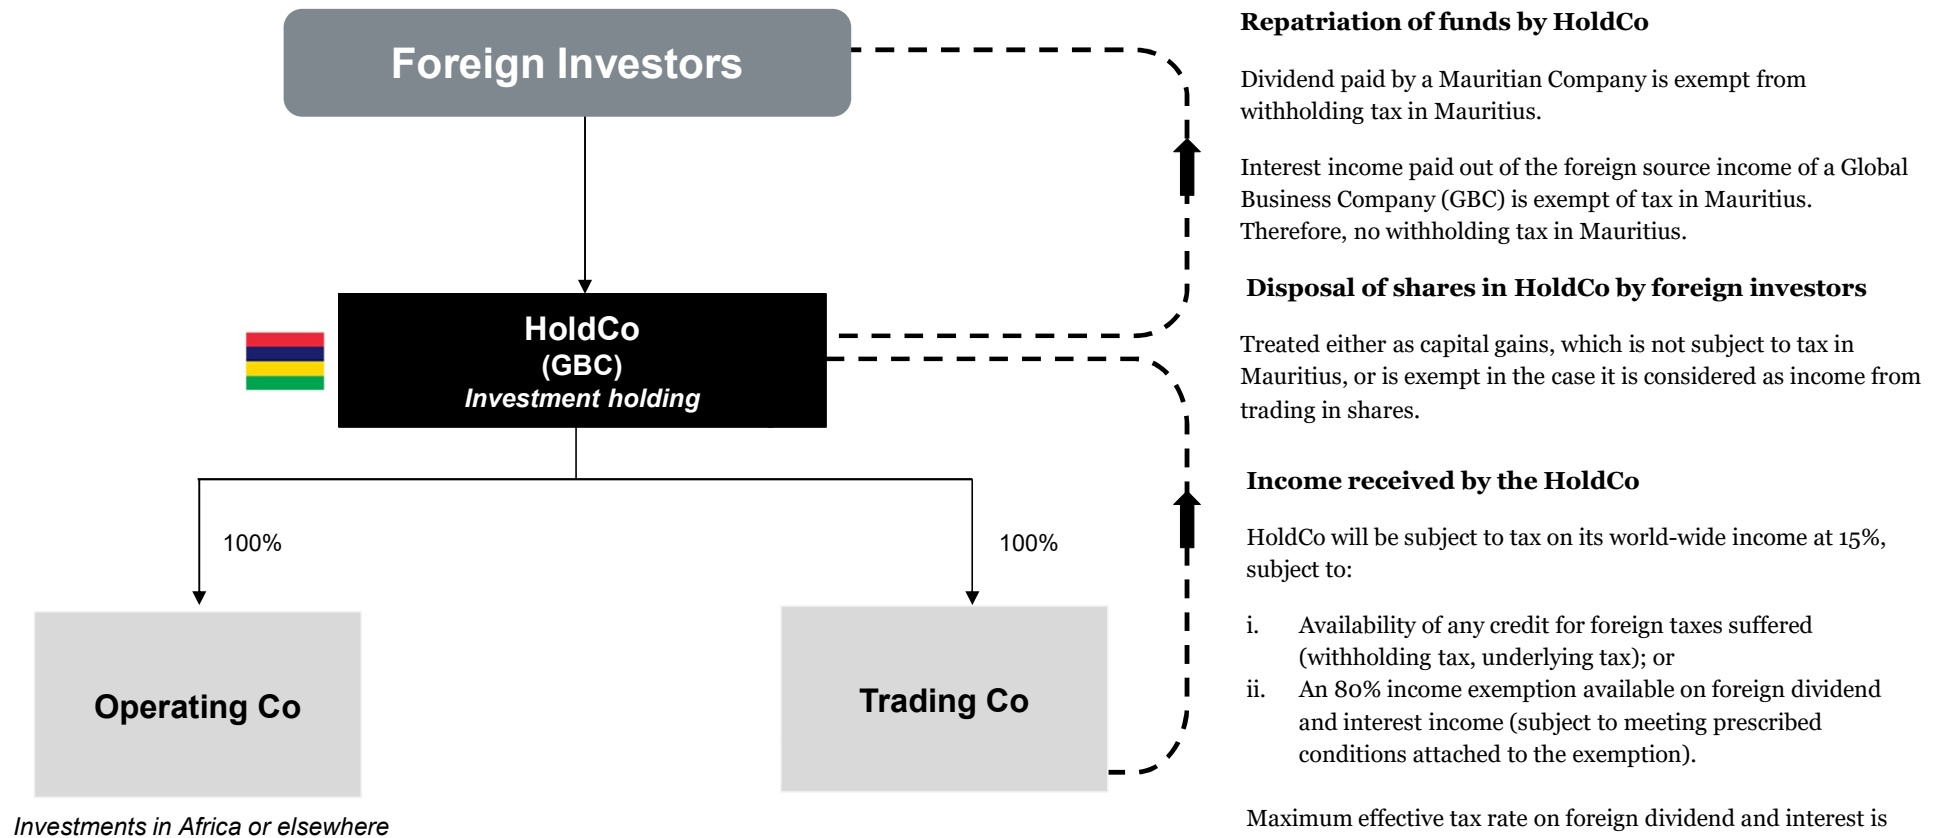 Foreign Investors
HoldCo
(GBC)
Investment holding
100%
100%
Operating Co
Trading Co
Investments in Africa or elsewhere
Repatriation of funds by HoldCo
Dividend paid by a Mauritian Company is exempt from
withholding tax in Mauritius.
Interest income paid out of the foreign source income of a Global
Business Company (GBC) is exempt of tax in Mauritius.
Therefore, no withholding tax in Mauritius.
Disposal of shares in HoldCo by foreign investors
Treated either as capital gains, which is not subject to tax in
Mauritius, or is exempt in the case it is considered as income from
trading in shares.
Income received by the HoldCo
HoldCo will be subject to tax on its world-wide income at 15%,
subject to:
i. Availability of any credit for foreign taxes suffered
(withholding tax, underlying tax); or
ii. An 80% income exemption available on foreign dividend
and interest income (subject to meeting prescribed
conditions attached to the exemption).
Maximum effective tax rate on foreign dividend and interest is